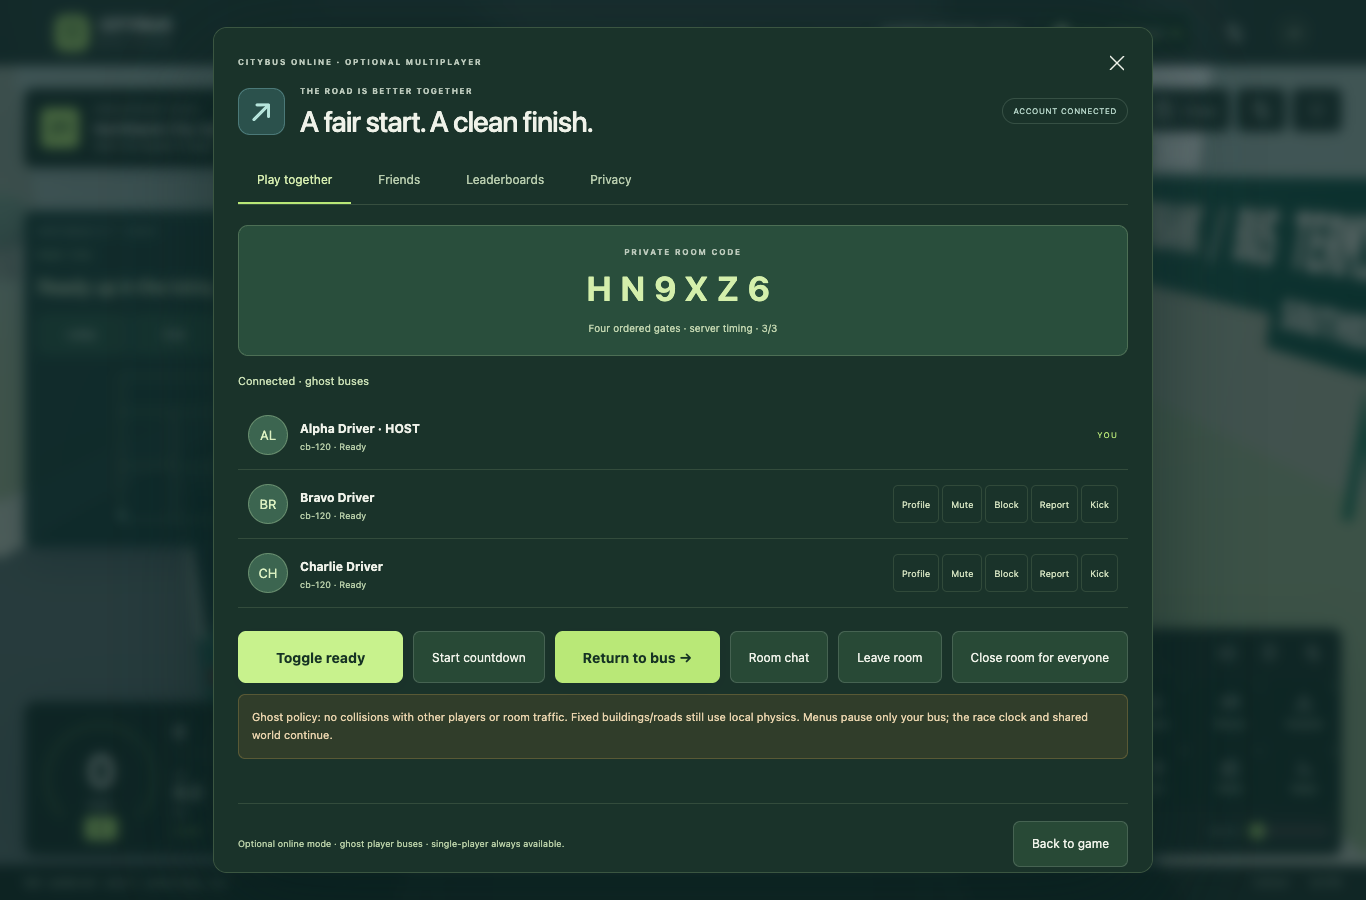 CITYBUS ONLINE · OPTIONAL MULTIPLAYER
THE ROAD IS BETTER TOGETHER
A fair start. A clean finish.
ACCOUNT CONNECTED
Play together Friends Leaderboards Privacy
PRIVATE ROOM CODE
HN9XZ6
Four ordered gates · server timing · 3/3
Connected · ghost buses
AL Alpha Driver · HOST
cb-120 · Ready
YOU
BR Bravo Driver
cb-120 · Ready
Profile Mute Block Report Kick
CH Charlie Driver
cb-120 · Ready
Profile Mute Block Report Kick
Toggle ready Start countdown Return to bus → Room chat Leave room Close room for everyone
Ghost policy: no collisions with other players or room traffic. Fixed buildings/roads still use local physics. Menus pause only your bus; the race clock and shared
world continue.
Optional online mode · ghost player buses · single-player always available.
Back to game